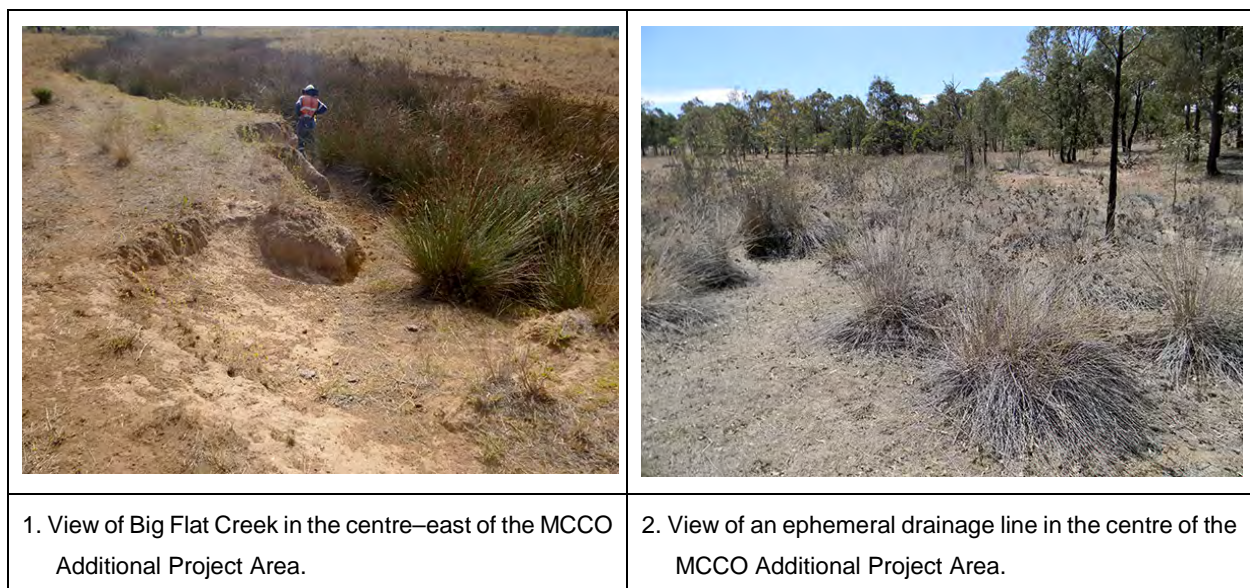 1. View of Big Flat Creek in the centre–east of the MCCO
Additional Project Area.
2. View of an ephemeral drainage line in the centre of the
MCCO Additional Project Area.